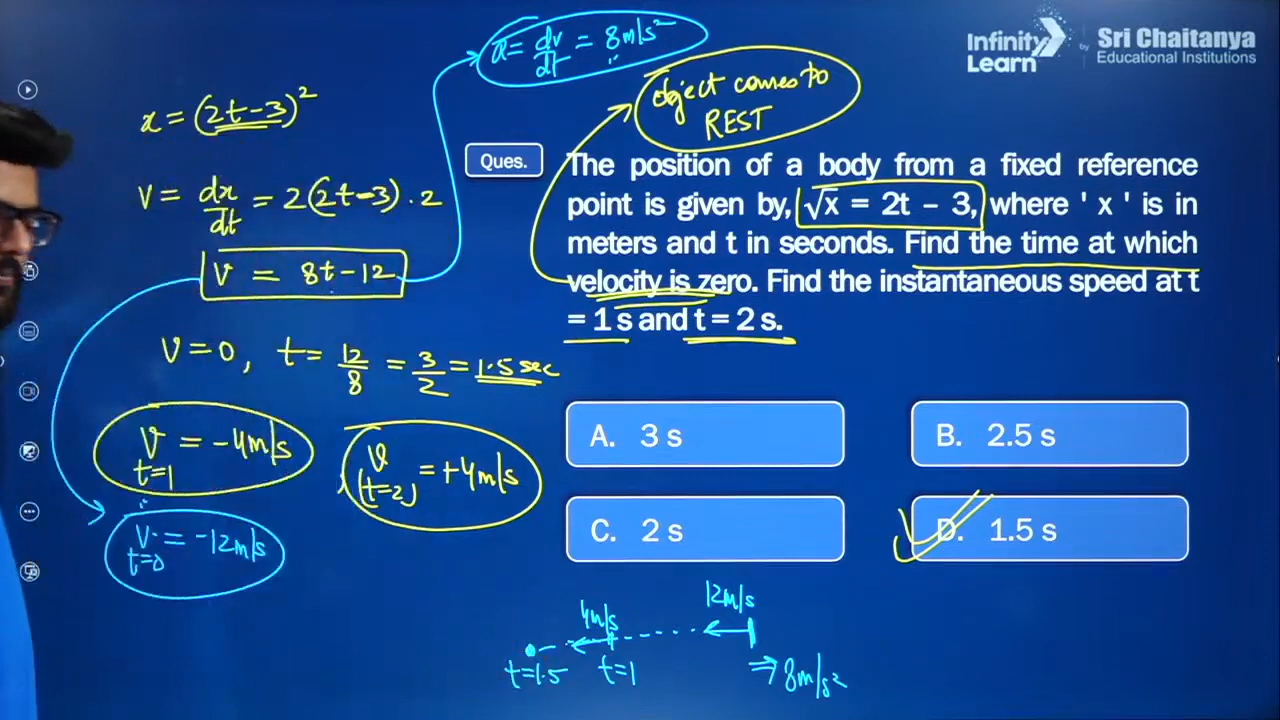 a = dv/dt = 8m/s²
Infinity Learn by Sri Chaitanya Educational Institutions
object comes to
REST
x = (2t-3)²
Ques.
The position of a body from a fixed reference
point is given by, √x = 2t – 3, where ' x ' is in
meters and t in seconds. Find the time at which
velocity is zero. Find the instantaneous speed at t
= 1 s and t = 2 s.
v = dx/dt = 2(2t-3).2
v = 8t-12
v=0, t= 12/8 = 3/2 = 1.5 sec
v t=1 = -4m/s
v (t=2) = +4m/s
v t=0 = -12m/s
A. 3 s
B. 2.5 s
C. 2 s
D. 1.5 s
4m/s
12m/s
t=1.5
t=1
⇒ 8m/s²